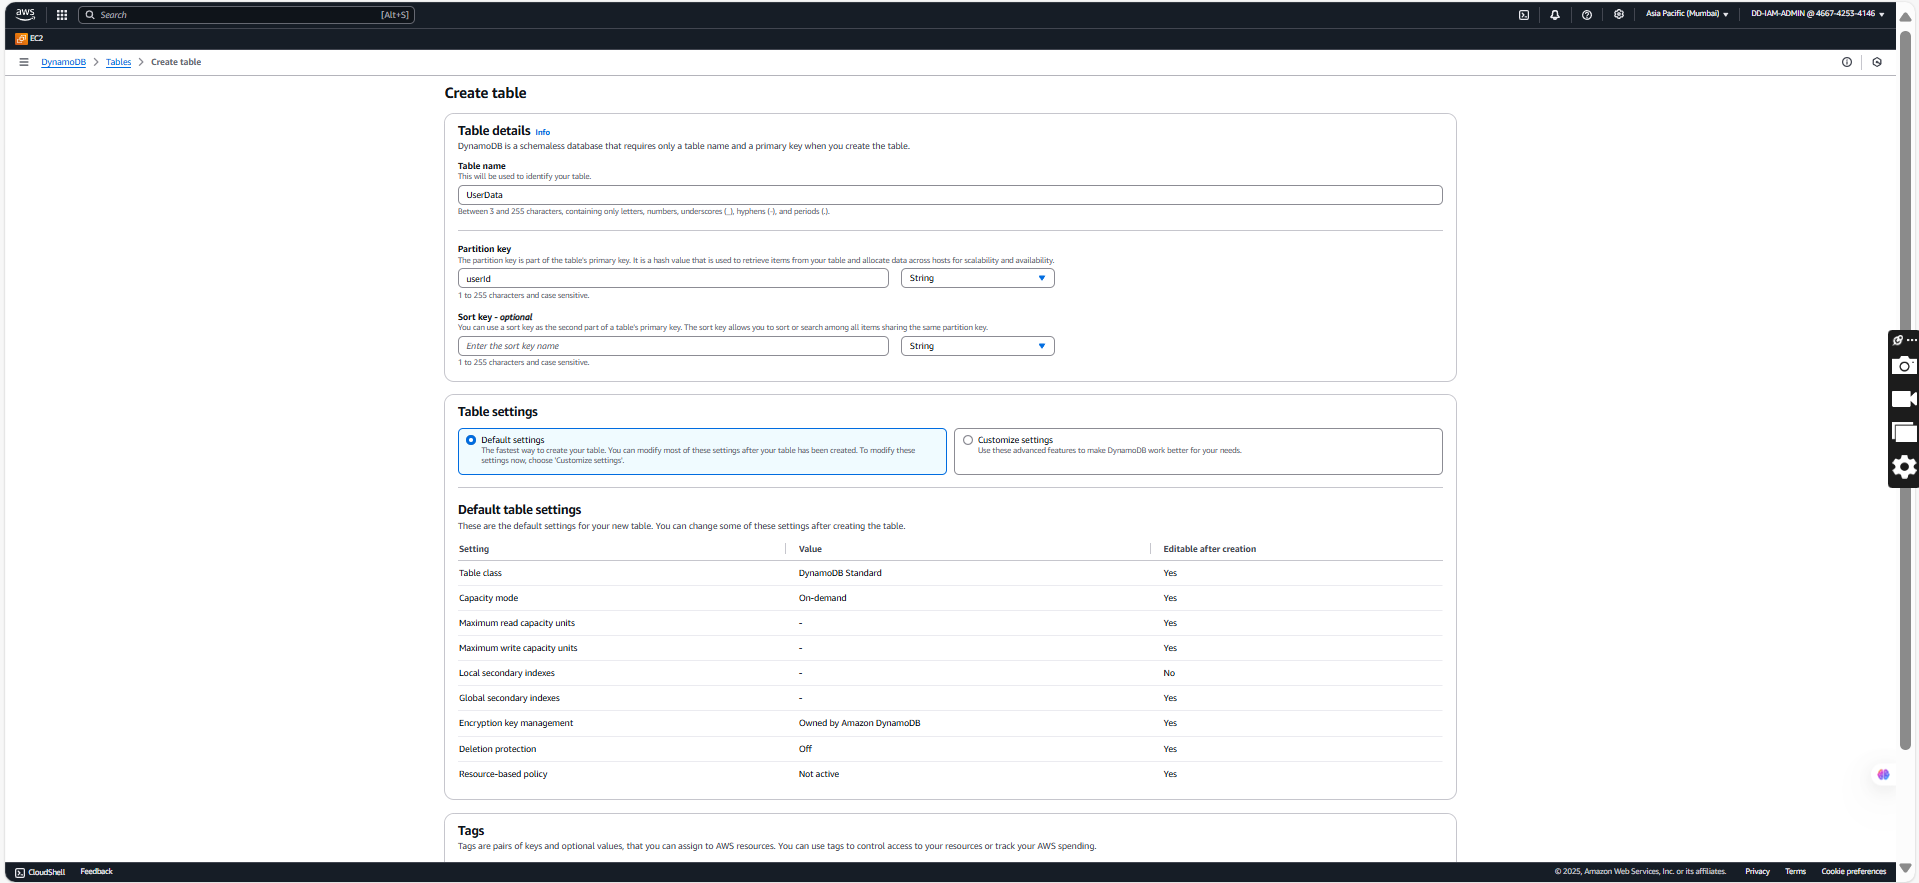 aws
Search [Alt+S]
Asia Pacific (Mumbai)
DD-IAM-ADMIN @ 4667-4253-4146
EC2
DynamoDB
Tables
Create table
Create table
Table details Info
DynamoDB is a schemaless database that requires only a table name and a primary key when you create the table.
Table name
This will be used to identify your table.
UserData
Between 3 and 255 characters, containing only letters, numbers, underscores (_), hyphens (-), and periods (.).
Partition key
The partition key is part of the table's primary key. It is a hash value that is used to retrieve items from your table and allocate data across hosts for scalability and availability.
userId
String
1 to 255 characters and case sensitive.
Sort key - optional
You can use a sort key as the second part of a table's primary key. The sort key allows you to sort or search among all items sharing the same partition key.
Enter the sort key name
String
1 to 255 characters and case sensitive.
Table settings
Default settings
The fastest way to create your table. You can modify most of these settings after your table has been created. To modify these
settings now, choose 'Customize settings'.
Customize settings
Use these advanced features to make DynamoDB work better for your needs.
Default table settings
These are the default settings for your new table. You can change some of these settings after creating the table.
Setting Value Editable after creation
Table class DynamoDB Standard Yes
Capacity mode On-demand Yes
Maximum read capacity units - Yes
Maximum write capacity units - Yes
Local secondary indexes - No
Global secondary indexes - Yes
Encryption key management Owned by Amazon DynamoDB Yes
Deletion protection Off Yes
Resource-based policy Not active Yes
Tags
Tags are pairs of keys and optional values, that you can assign to AWS resources. You can use tags to control access to your resources or track your AWS spending.
CloudShell
Feedback
© 2025, Amazon Web Services, Inc. or its affiliates.
Privacy
Terms
Cookie preferences